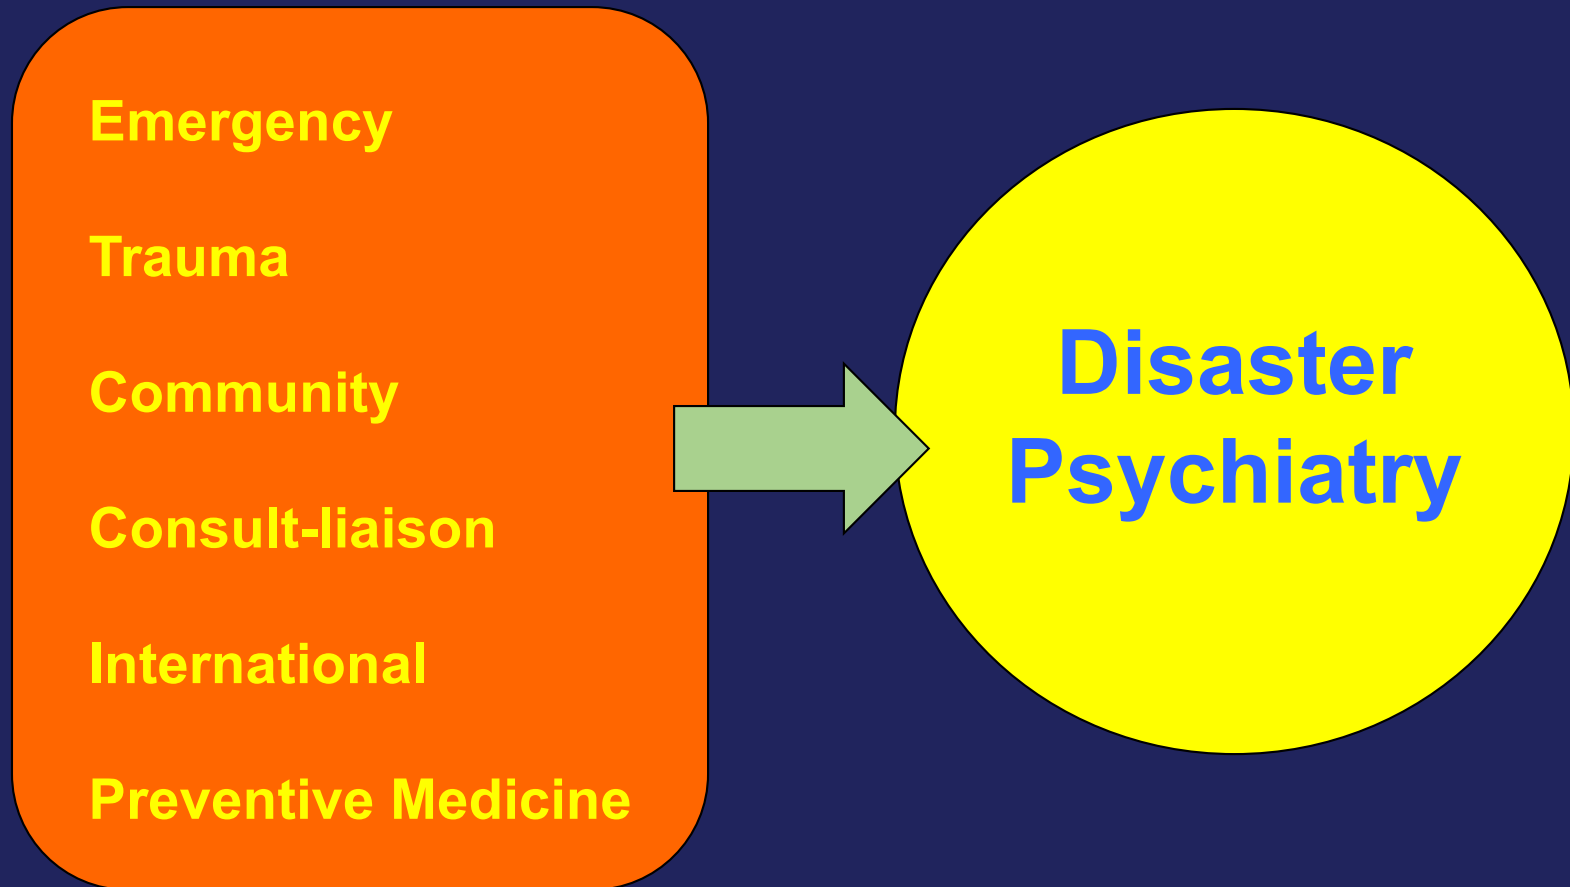 Emergency
Trauma
Community
Consult-liaison
International
Preventive Medicine
Disaster
Psychiatry